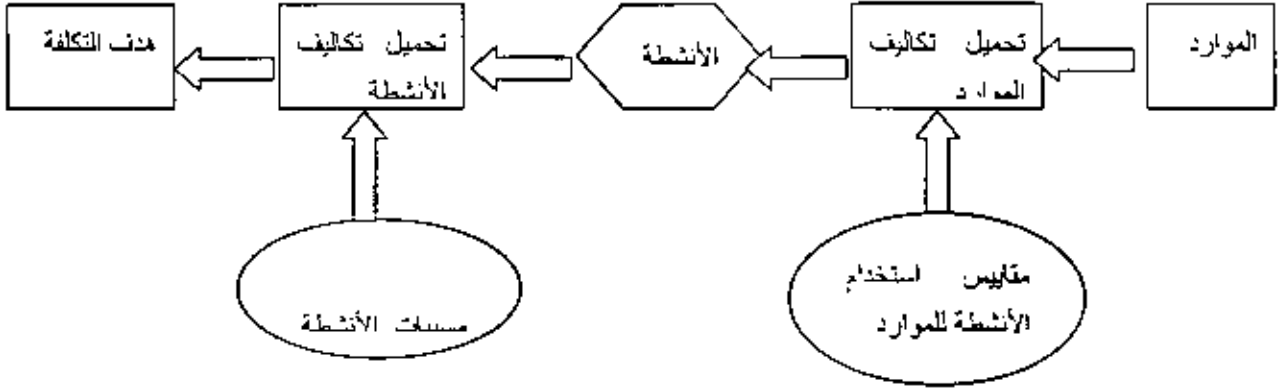 الموارد
تحميل تكاليف
الموارد
الأنشطة
تحميل تكاليف
الأنشطة
هدف التكلفة
مقاييس استخدام
الأنشطة للموارد
مسببات الأنشطة